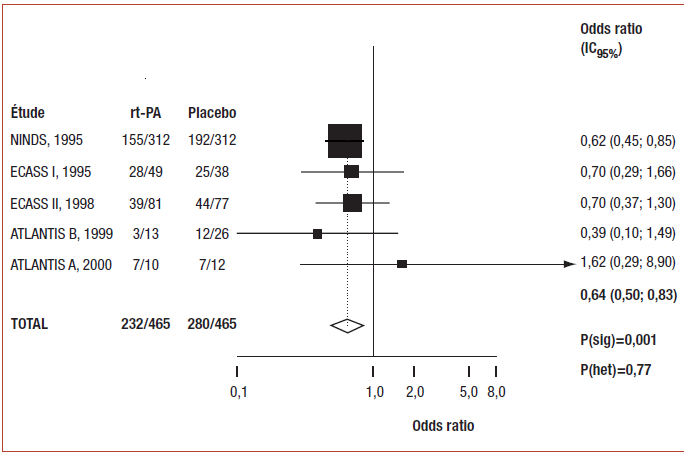 Odds ratio
(IC95%)
Étude rt-PA Placebo
NINDS, 1995 155/312 192/312 0,62 (0,45; 0,85)
ECASS I, 1995 28/49 25/38 0,70 (0,29; 1,66)
ECASS II, 1998 39/81 44/77 0,70 (0,37; 1,30)
ATLANTIS B, 1999 3/13 12/26 0,39 (0,10; 1,49)
ATLANTIS A, 2000 7/10 7/12 1,62 (0,29; 8,90)
0,64 (0,50; 0,83)
TOTAL 232/465 280/465
P(sig)=0,001
P(het)=0,77
0,1 1,0 2,0 5,0 8,0
Odds ratio